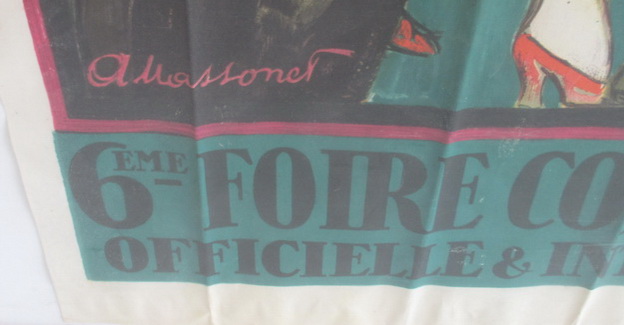 AMassonet
6EME FOIRE CO
OFFICIELLE & IN